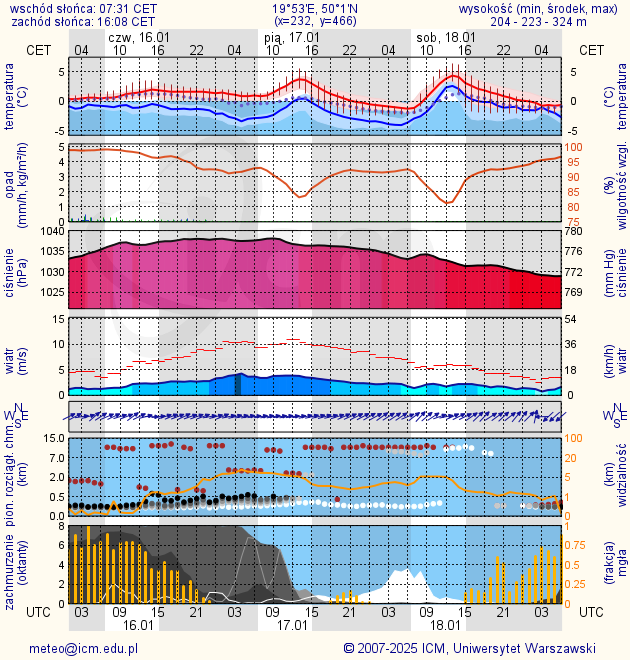 wschód słońca: 07:31 CET
19°53'E, 50°1'N
wysokość (min, środek, max)
zachód słońca: 16:08 CET
(x=232, y=466)
204 - 223 - 324 m
czw, 16.01
pią, 17.01
sob, 18.01
CET
04 10 16 22 04 10 16 22 04 10 16 22 04
CET
temperatura
(°C)
5
0
-5
5
0
-5
(°C)
temperatura
opad
(mm/h, kg/m²/h)
5
4
3
2
1
0
100
95
90
85
80
75
(%)
wilgotność wzgl.
ciśnienie
(hPa)
1040
1035
1030
1025
780
776
772
769
(mm Hg)
ciśnienie
wiatr
(m/s)
15
10
5
0
54
36
18
0
(km/h)
wiatr
N
W E
S
N
W E
S
pion. rozciągł. chm.
(km)
15.0
7.0
2.0
0.5
0.0
100
20
5
1
0
(km)
widzialność
zachmurzenie
(oktanty)
8
6
4
2
0
1
0.75
0.5
0.25
0
(frakcja)
mgła
UTC
03 09 15 21 03 09 15 21 03 09 15 21 03
UTC
16.01
17.01
18.01
meteo@icm.edu.pl
© 2007-2025 ICM, Uniwersytet Warszawski